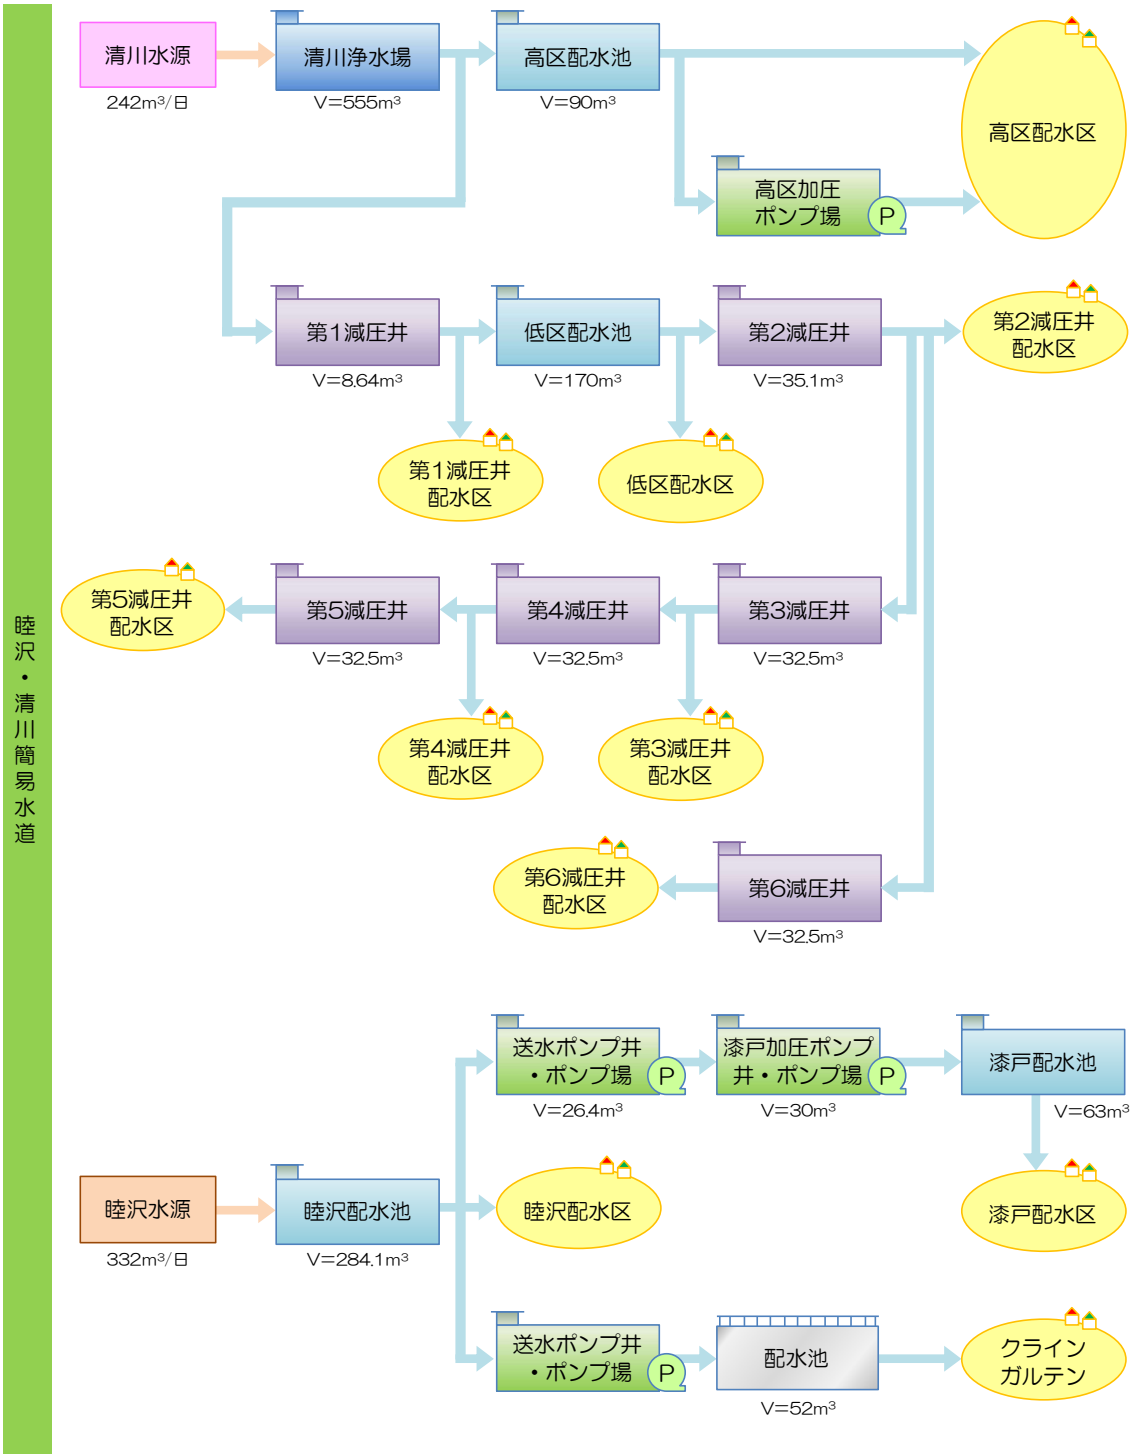 睦沢・清川簡易水道
清川水源
242m³/日
清川浄水場
V=555m³
高区配水池
V=90m³
高区配水区
高区加圧
ポンプ場
P
第1減圧井
V=8.64m³
低区配水池
V=170m³
第2減圧井
V=35.1m³
第2減圧井
配水区
第1減圧井
配水区
低区配水区
第5減圧井
配水区
第5減圧井
V=32.5m³
第4減圧井
V=32.5m³
第3減圧井
V=32.5m³
第4減圧井
配水区
第3減圧井
配水区
第6減圧井
配水区
第6減圧井
V=32.5m³
送水ポンプ井
・ポンプ場
P
V=26.4m³
漆戸加圧ポンプ
井・ポンプ場
P
V=30m³
漆戸配水池
V=63m³
睦沢水源
332m³/日
睦沢配水池
V=284.1m³
睦沢配水区
漆戸配水区
送水ポンプ井
・ポンプ場
P
配水池
V=52m³
クライン
ガルテン